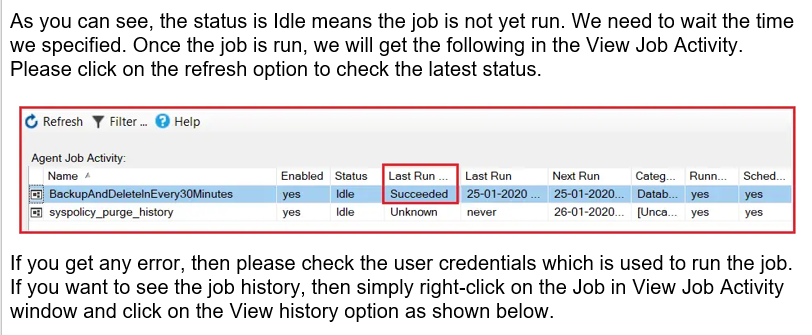 As you can see, the status is Idle means the job is not yet run. We need to wait the time
we specified. Once the job is run, we will get the following in the View Job Activity.
Please click on the refresh option to check the latest status.
Refresh Filter ... Help
Agent Job Activity:
Name Enabled Status Last Run ... Last Run Next Run Categ... Runn... Sched...
BackupAndDeleteInEvery30Minutes yes Idle Succeeded 25-01-2020 ... 25-01-2020... Datab... yes yes
syspolicy_purge_history yes Idle Unknown never 26-01-2020... [Unca... yes yes
If you get any error, then please check the user credentials which is used to run the job.
If you want to see the job history, then simply right-click on the Job in View Job Activity
window and click on the View history option as shown below.